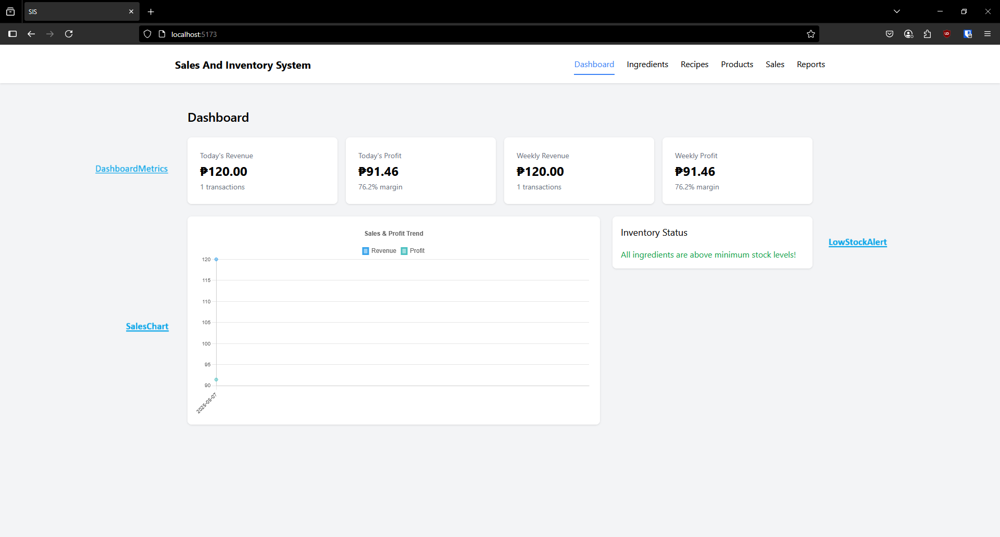 SIS
localhost:5173
Sales And Inventory System
Dashboard Ingredients Recipes Products Sales Reports
Dashboard
DashboardMetrics
Today's Revenue
₱120.00
1 transactions
Today's Profit
₱91.46
76.2% margin
Weekly Revenue
₱120.00
1 transactions
Weekly Profit
₱91.46
76.2% margin
SalesChart
Sales & Profit Trend
Revenue Profit
120
115
110
105
100
95
90
2025-05-07
Inventory Status
All ingredients are above minimum stock levels!
LowStockAlert